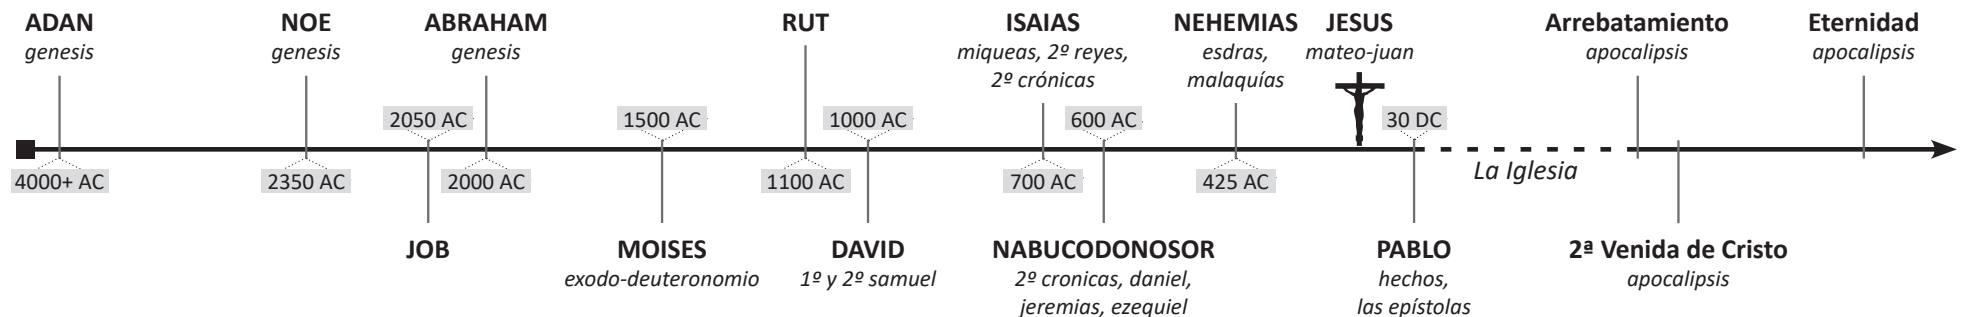 ADAN
genesis
NOE
genesis
ABRAHAM
genesis
RUT
ISAIAS
miqueas, 2º reyes,
2º crónicas
NEHEMIAS
esdras,
malaquías
JESUS
mateo-juan
Arrebatamiento
apocalipsis
Eternidad
apocalipsis
2050 AC
1500 AC
1000 AC
600 AC
30 DC
4000+ AC
2350 AC
2000 AC
1100 AC
700 AC
425 AC
La Iglesia
JOB
MOISES
exodo-deuteronomio
DAVID
1º y 2º samuel
NABUCODONOSOR
2º cronicas, daniel,
jeremias, ezequiel
PABLO
hechos,
las epístolas
2ª Venida de Cristo
apocalipsis